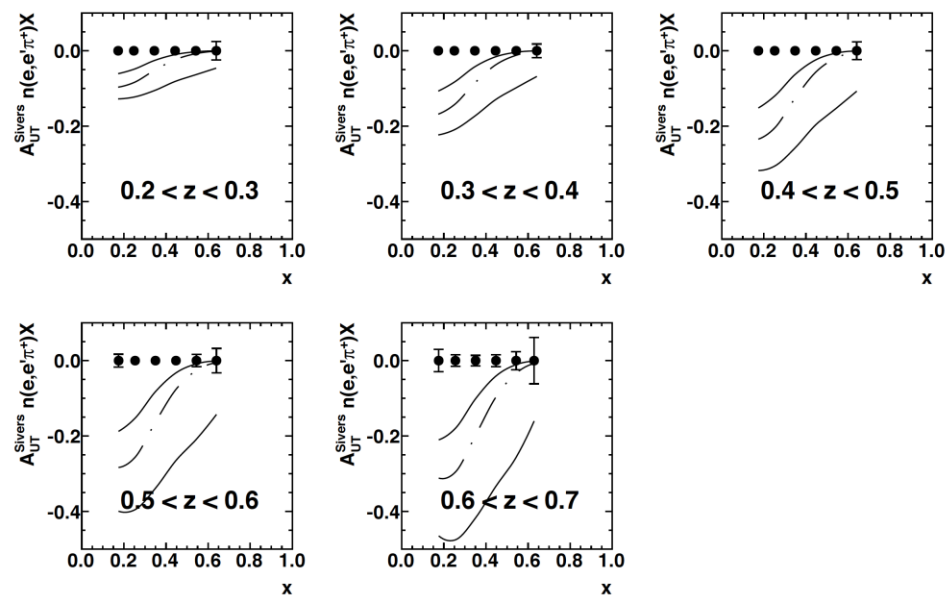 A_UT^Sivers n(e,e'π⁺)X
0.0
-0.2
-0.4
0.2 < z < 0.3
0.0 0.2 0.4 0.6 0.8 1.0
x
A_UT^Sivers n(e,e'π⁺)X
0.0
-0.2
-0.4
0.3 < z < 0.4
0.0 0.2 0.4 0.6 0.8 1.0
x
A_UT^Sivers n(e,e'π⁺)X
0.0
-0.2
-0.4
0.4 < z < 0.5
0.0 0.2 0.4 0.6 0.8 1.0
x
A_UT^Sivers n(e,e'π⁺)X
0.0
-0.2
-0.4
0.5 < z < 0.6
0.0 0.2 0.4 0.6 0.8 1.0
x
A_UT^Sivers n(e,e'π⁺)X
0.0
-0.2
-0.4
0.6 < z < 0.7
0.0 0.2 0.4 0.6 0.8 1.0
x